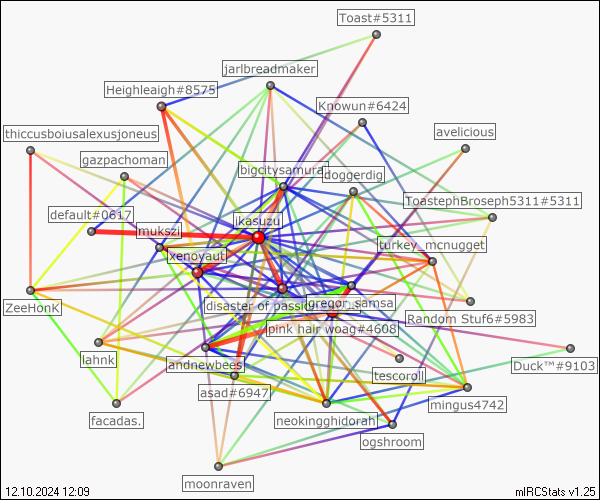 Toast#5311
jarlbreadmaker
Heighleigh#8575
Knowun#6424
thiccusboiusalexusjoneus
avelicious
gazpachoman
bigcitysamurai
doggerdig
ToastephBroseph5311#5311
default#0617
ikasuzu
mukszi
turkey_mcnugget
xenoyaut
disaster of passion
gregor_samsa
ZeeHonk
Random Stuf6#5983
pink hair woag#4608
lahnk
andnewbees
tescoroll
Duck™#9103
asad#6947
mingus4742
facadas.
neokingghidorah
ogshroom
moonraven
12.10.2024 12:09
mIRCStats v1.25